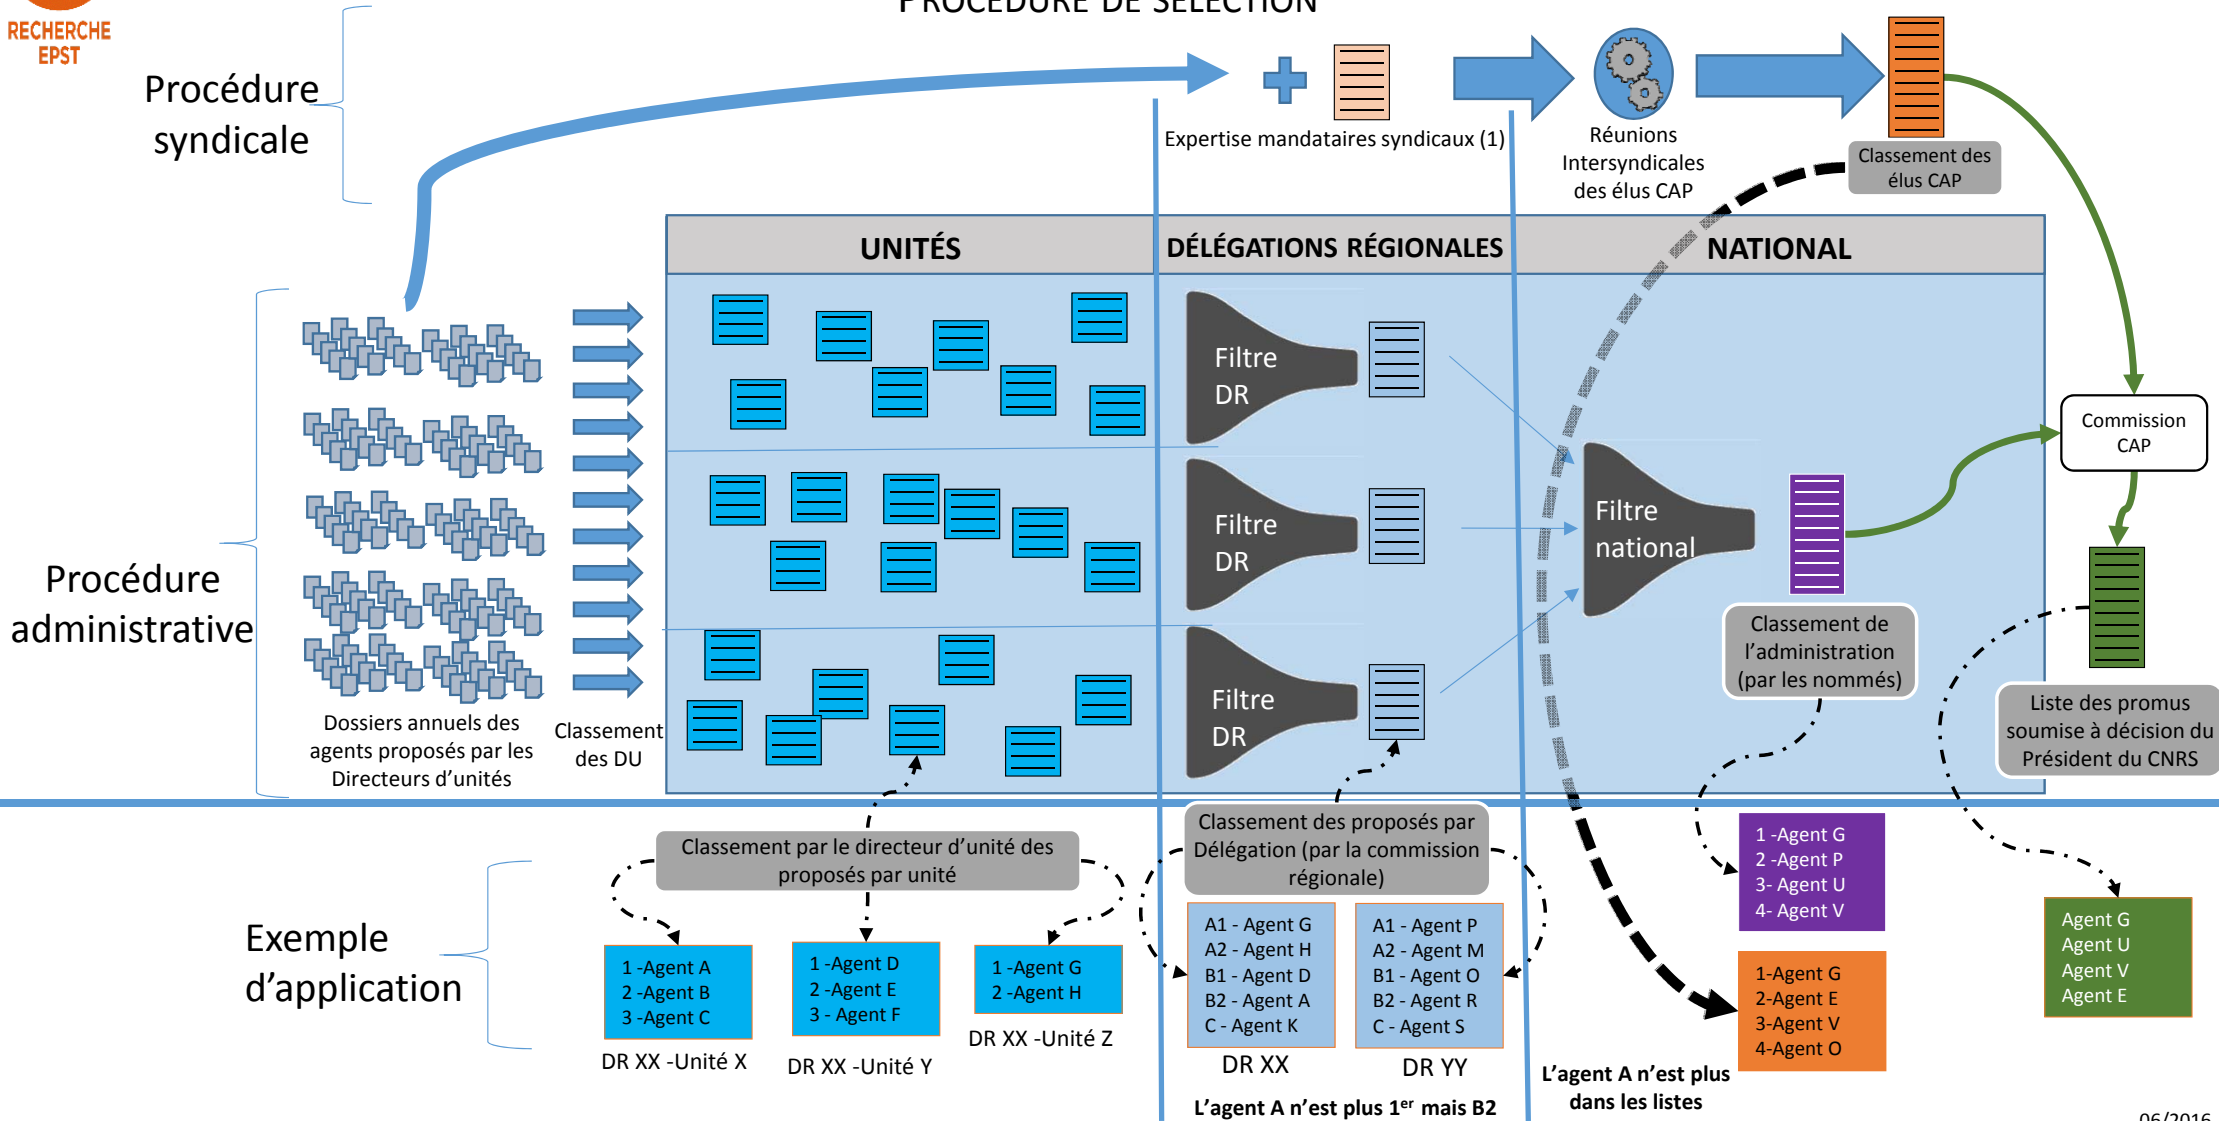 PROCÉDURE DE SÉLECTION
RECHERCHE
EPST
Procédure
syndicale
Expertise mandataires syndicaux (1)
Réunions
Intersyndicales
des élus CAP
Classement des
élus CAP
UNITÉS
DÉLÉGATIONS RÉGIONALES
NATIONAL
Procédure
administrative
Filtre
DR
Filtre
DR
Filtre
DR
Filtre
national
Commission
CAP
Classement de
l’administration
(par les nommés)
Liste des promus
soumise à décision du
Président du CNRS
Dossiers annuels des
agents proposés par les
Directeurs d’unités
Classement
des DU
Exemple
d’application
Classement par le directeur d’unité des
proposés par unité
1 -Agent A
2 -Agent B
3 -Agent C
DR XX -Unité X
1 -Agent D
2 -Agent E
3 - Agent F
DR XX -Unité Y
1 -Agent G
2 -Agent H
DR XX -Unité Z
Classement des proposés par
Délégation (par la commission
régionale)
A1 - Agent G
A2 - Agent H
B1 - Agent D
B2 - Agent A
C - Agent K
DR XX
A1 - Agent P
A2 - Agent M
B1 - Agent O
B2 - Agent R
C - Agent S
DR YY
L’agent A n’est plus 1er mais B2
1 -Agent G
2 -Agent P
3- Agent U
4- Agent V
1-Agent G
2-Agent E
3-Agent V
4-Agent O
L’agent A n’est plus
dans les listes
Agent G
Agent U
Agent V
Agent E
06/2016